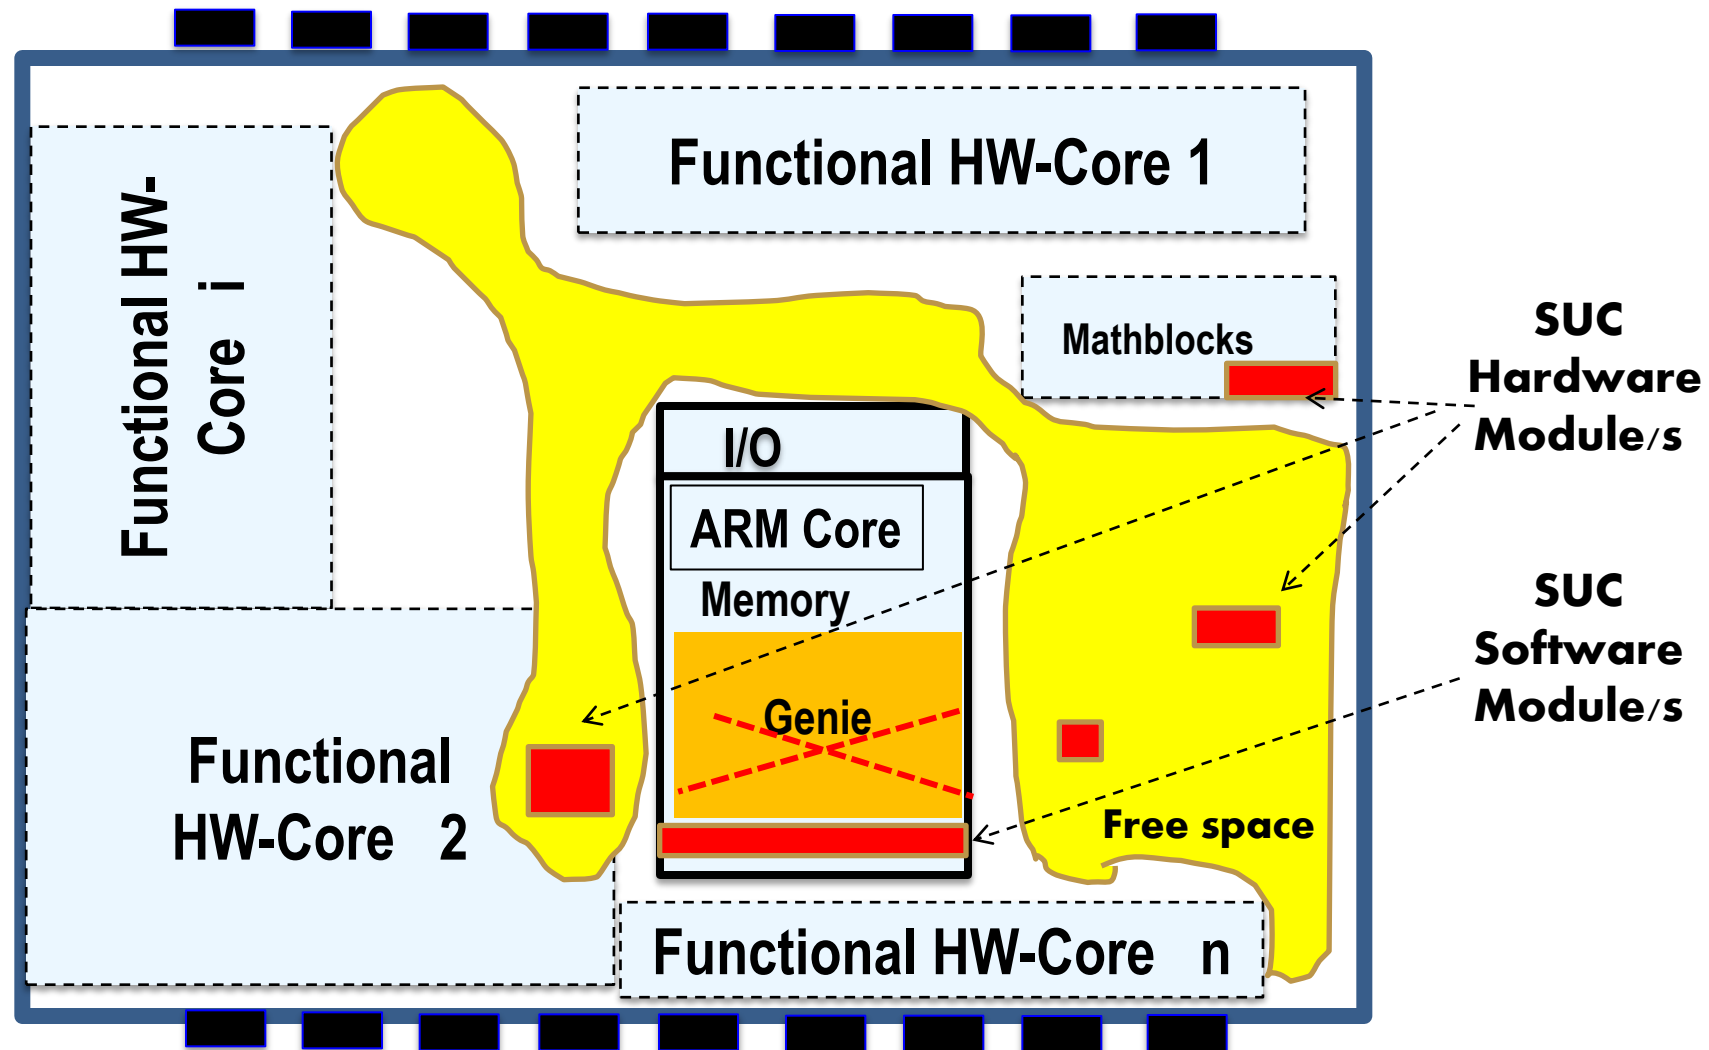 Functional HW-Core 1
Functional HW-
Core i
Mathblocks
SUC
Hardware
Module/s
I/O
ARM Core
Memory
Genie
SUC
Software
Module/s
Functional
HW-Core 2
Free space
Functional HW-Core n